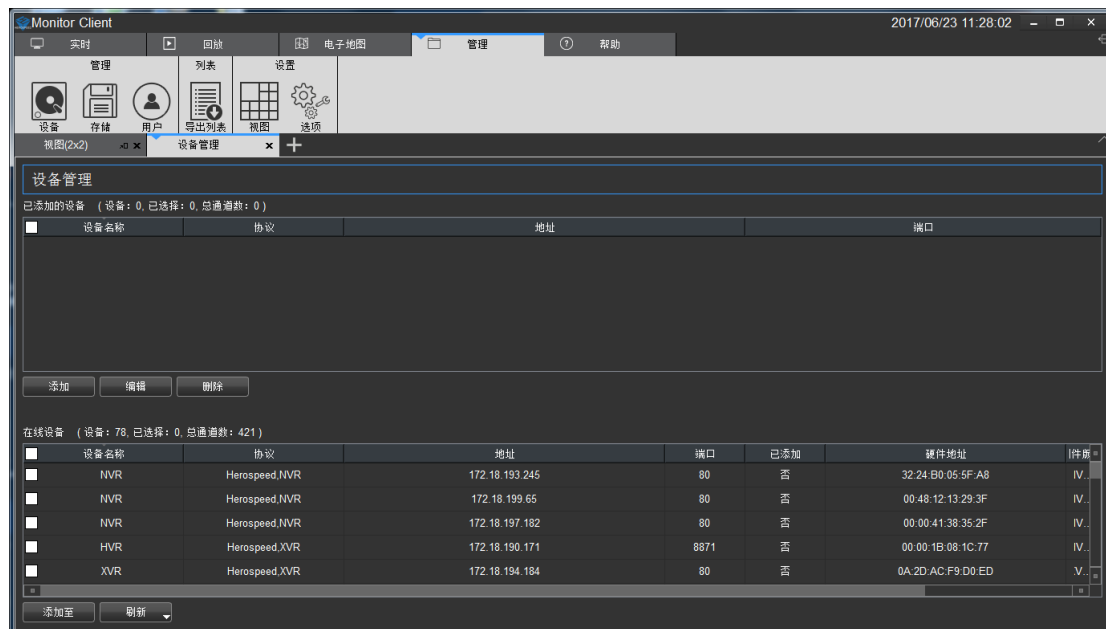 Monitor Client 2017/06/23 11:28:02
实时 回放 电子地图 管理 帮助
管理 列表 设置
设备 存储 用户 导出列表 视图 选项
视图(2x2) 设备管理
设备管理
已添加的设备 （设备: 0, 已选择: 0, 总通道数: 0）
设备名称 协议 地址 端口
添加 编辑 删除
在线设备 （设备: 78, 已选择: 0, 总通道数: 421）
设备名称 协议 地址 端口 已添加 硬件地址
NVR Herospeed,NVR 172.18.193.245 80 否 32:24:B0:05:5F:A8 IV...
NVR Herospeed,NVR 172.18.199.65 80 否 00:48:12:13:29:3F IV...
NVR Herospeed,NVR 172.18.197.182 80 否 00:00:41:38:35:2F IV...
HVR Herospeed,XVR 172.18.190.171 8871 否 00:00:1B:08:1C:77 IV...
XVR Herospeed,XVR 172.18.194.184 80 否 0A:2D:AC:F9:D0:ED .V...
添加至 刷新